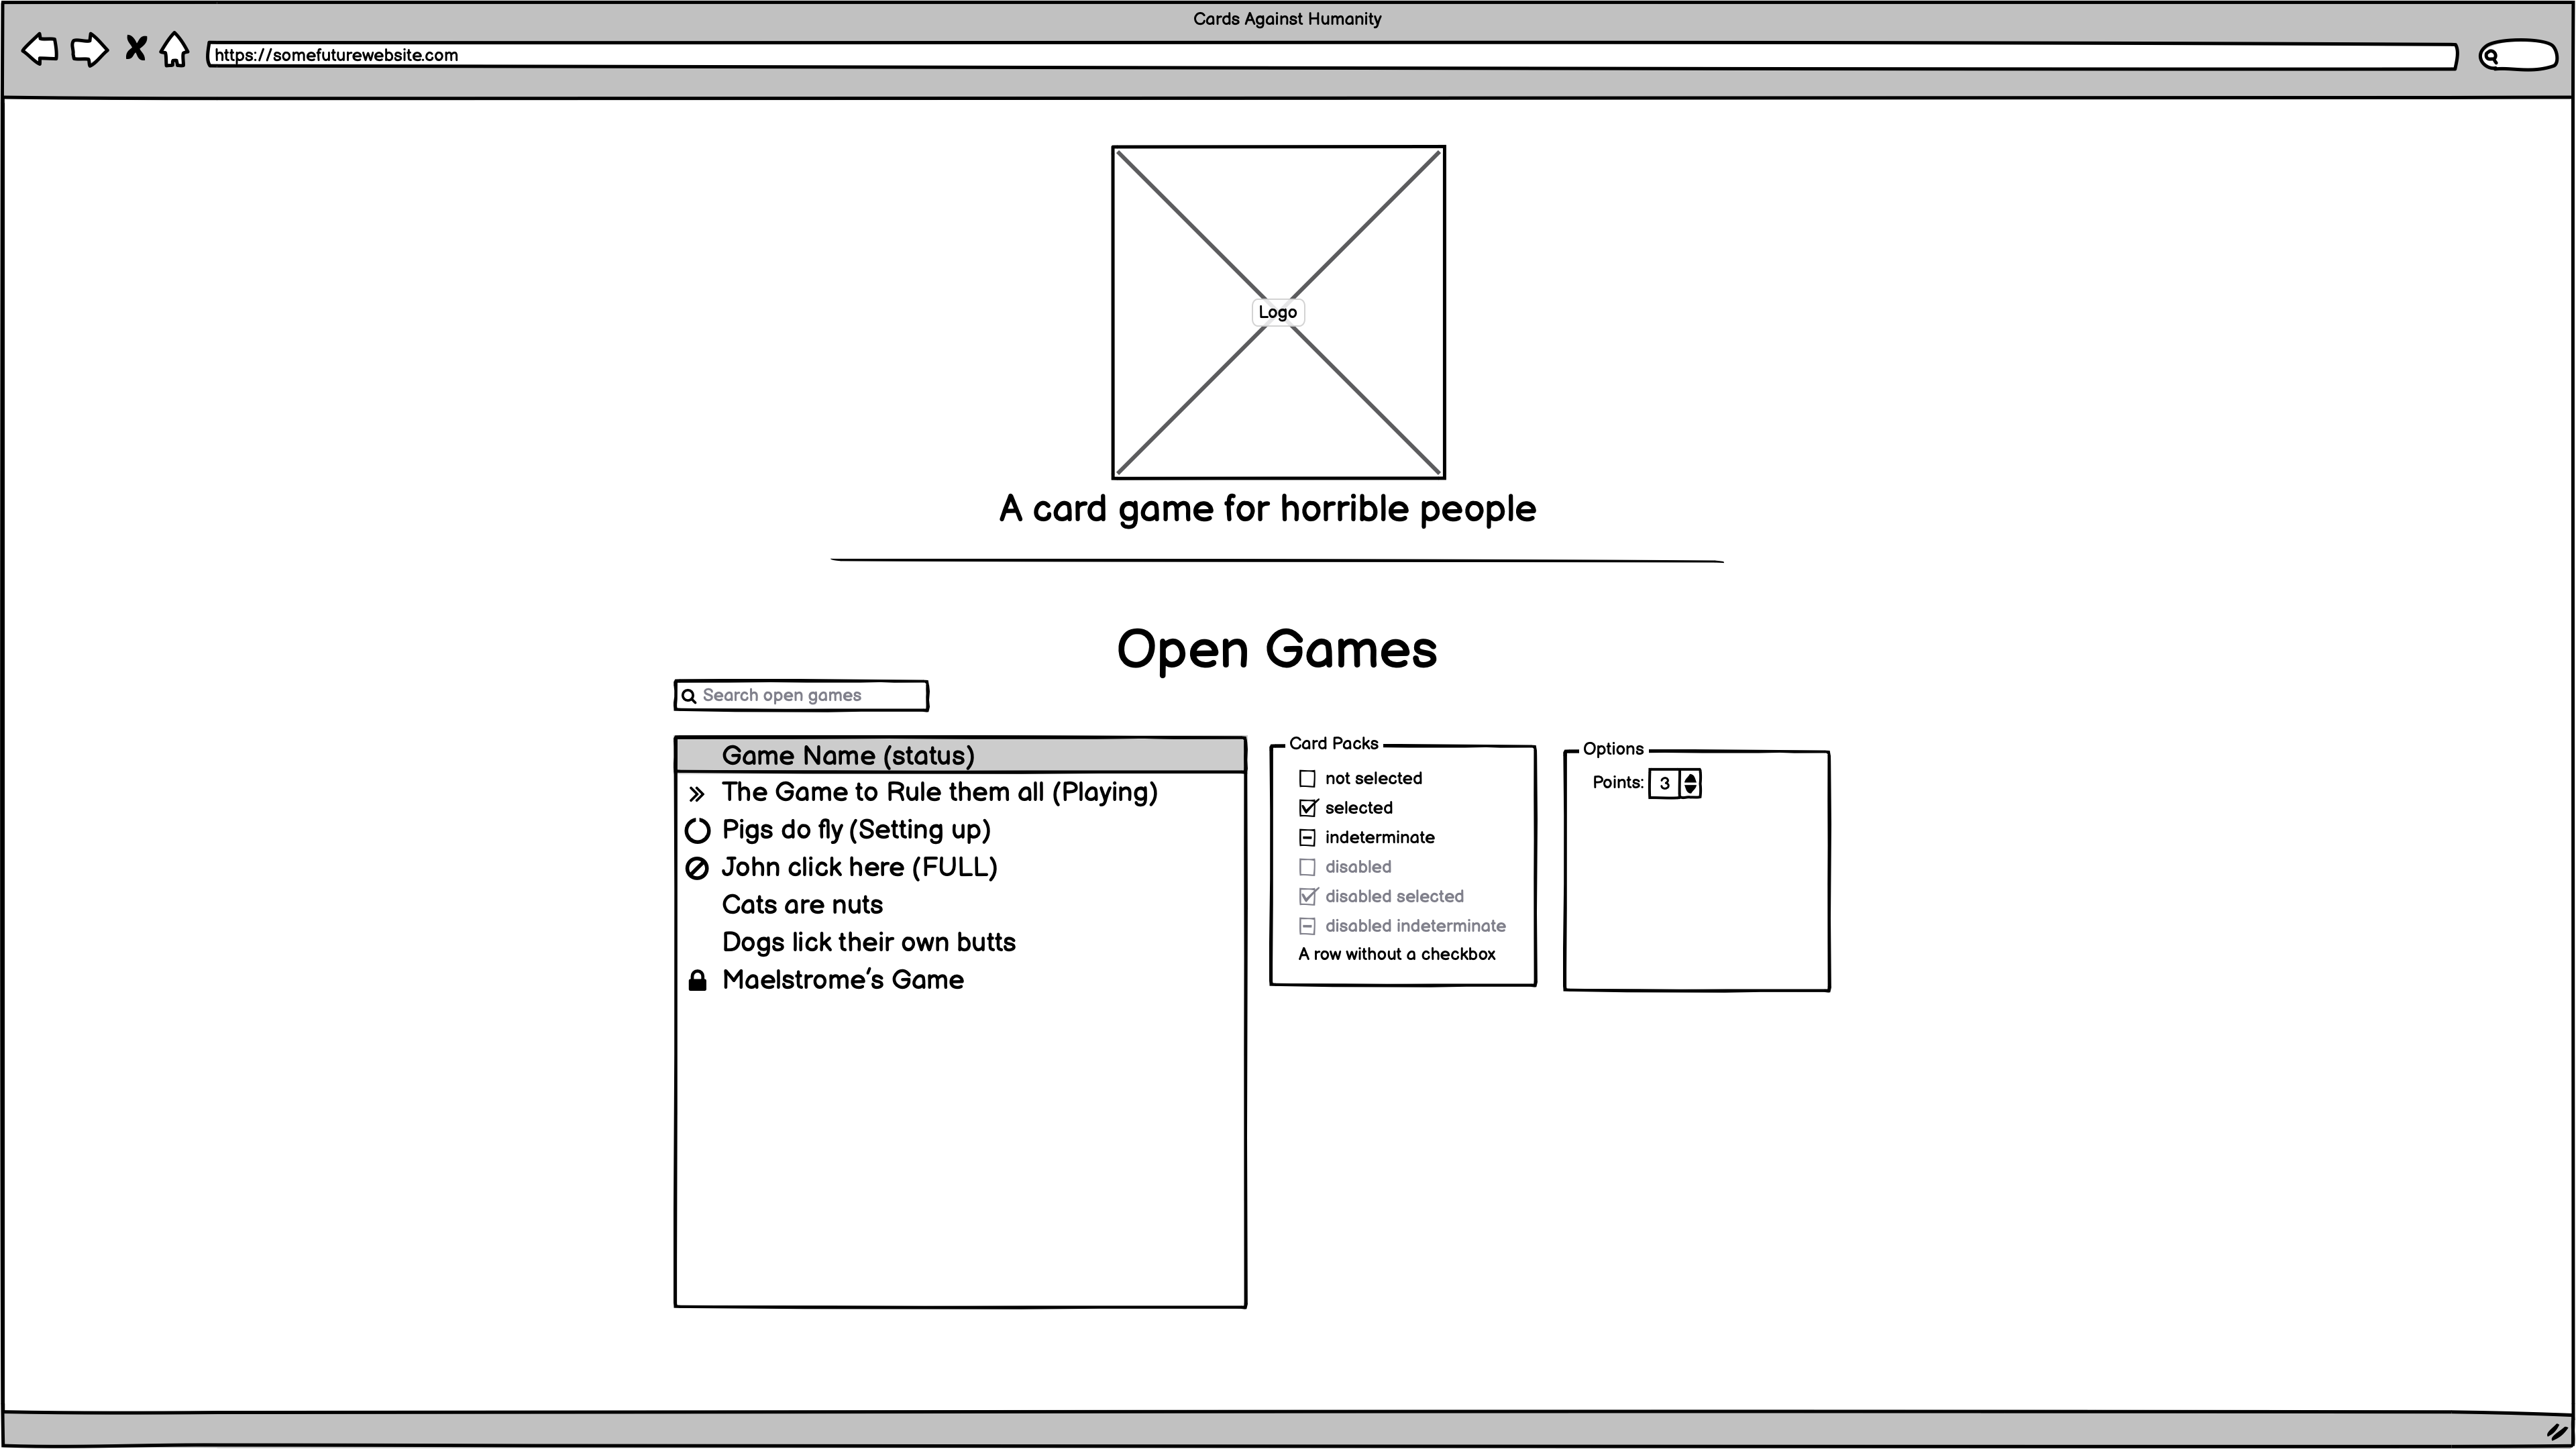 Cards Against Humanity
https://somefuturewebsite.com
Logo
A card game for horrible people
Open Games
Search open games
Game Name (status)
The Game to Rule them all (Playing)
Pigs do fly (Setting up)
John click here (FULL)
Cats are nuts
Dogs lick their own butts
Maelstrome's Game
Card Packs
not selected
selected
indeterminate
disabled
disabled selected
disabled indeterminate
A row without a checkbox
Options
Points: 3